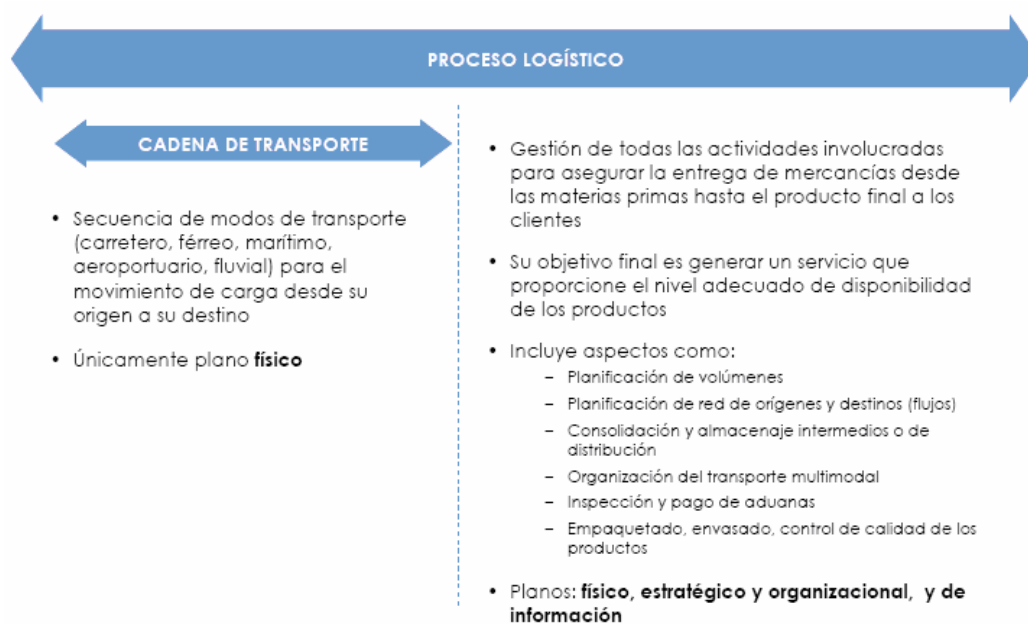 PROCESO LOGÍSTICO
CADENA DE TRANSPORTE
• Secuencia de modos de transporte
(carretero, férreo, marítimo,
aeroportuario, fluvial) para el
movimiento de carga desde su
origen a su destino
• Únicamente plano físico
• Gestión de todas las actividades involucradas
para asegurar la entrega de mercancías desde
las materias primas hasta el producto final a los
clientes
• Su objetivo final es generar un servicio que
proporcione el nivel adecuado de disponibilidad
de los productos
• Incluye aspectos como:
– Planificación de volúmenes
– Planificación de red de orígenes y destinos (flujos)
– Consolidación y almacenaje intermedios o de
distribución
– Organización del transporte multimodal
– Inspección y pago de aduanas
– Empaquetado, envasado, control de calidad de los
productos
• Planos: físico, estratégico y organizacional, y de
información